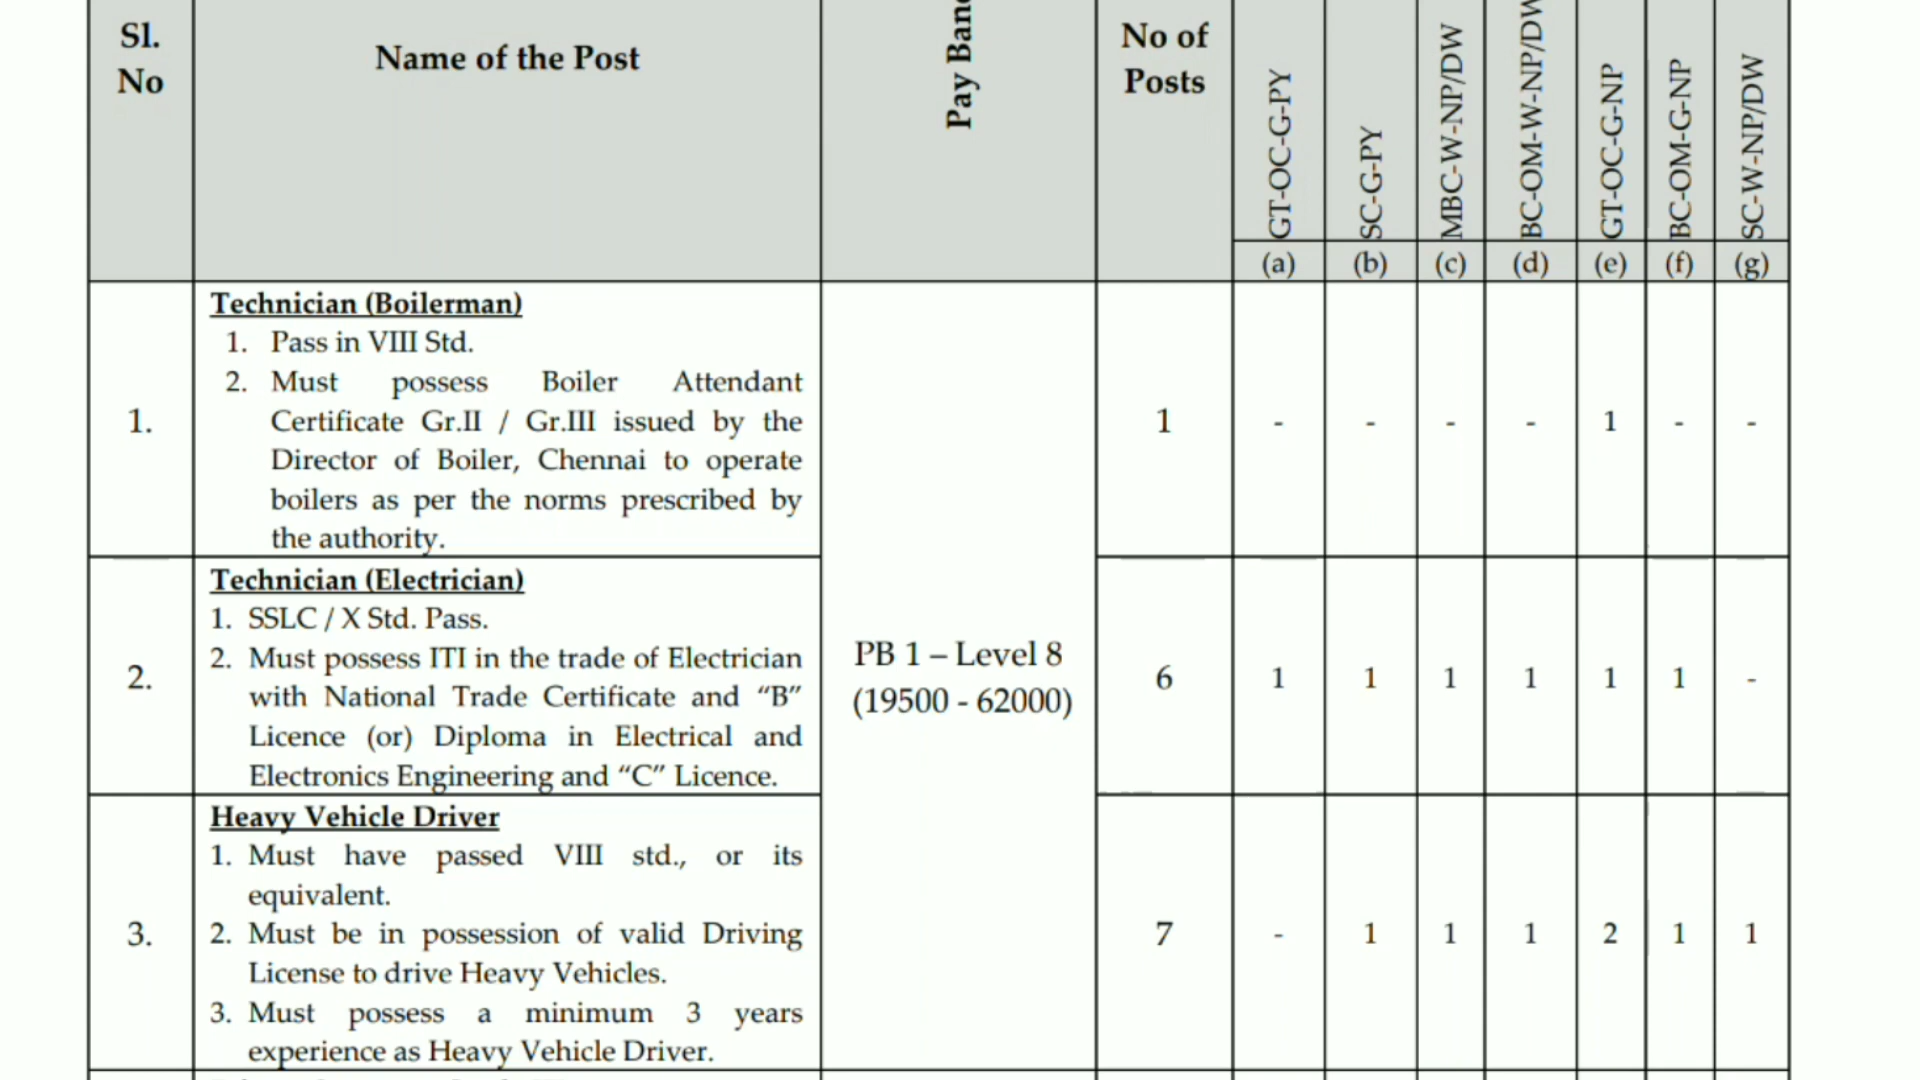 Sl.
No
Name of the Post
Pay Band
No of
Posts
GT-OC-G-PY
SC-G-PY
MBC-W-NP/DW
BC-OM-W-NP/DW
GT-OC-G-NP
BC-OM-G-NP
SC-W-NP/DW
(a) (b) (c) (d) (e) (f) (g)
1.
Technician (Boilerman)
1. Pass in VIII Std.
2. Must possess Boiler Attendant
Certificate Gr.II / Gr.III issued by the
Director of Boiler, Chennai to operate
boilers as per the norms prescribed by
the authority.
1 - - - - 1 - -
2.
Technician (Electrician)
1. SSLC / X Std. Pass.
2. Must possess ITI in the trade of Electrician
with National Trade Certificate and “B”
Licence (or) Diploma in Electrical and
Electronics Engineering and “C” Licence.
PB 1 – Level 8
(19500 - 62000)
6 1 1 1 1 1 1 -
3.
Heavy Vehicle Driver
1. Must have passed VIII std., or its
equivalent.
2. Must be in possession of valid Driving
License to drive Heavy Vehicles.
3. Must possess a minimum 3 years
experience as Heavy Vehicle Driver.
7 - 1 1 1 2 1 1